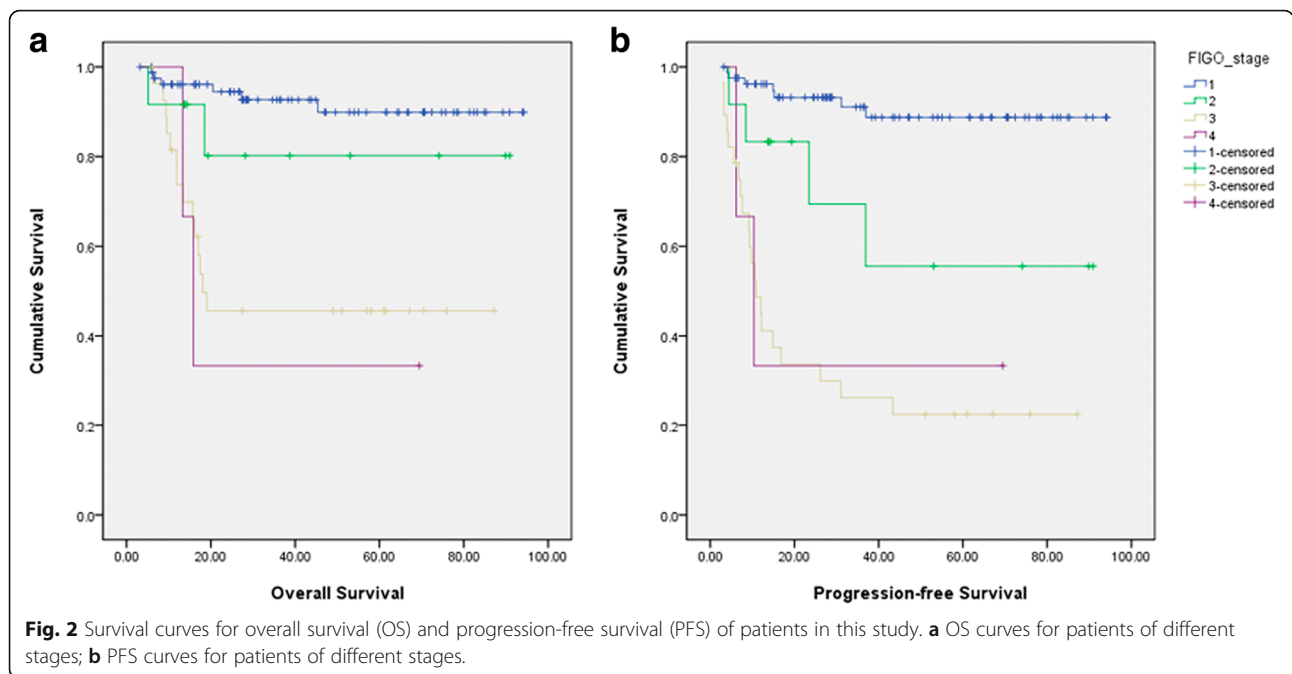 a
Cumulative Survival
1.0
0.8
0.6
0.4
0.2
0.0
0.00 20.00 40.00 60.00 80.00 100.00
Overall Survival
b
Cumulative Survival
1.0
0.8
0.6
0.4
0.2
0.0
0.00 20.00 40.00 60.00 80.00 100.00
Progression-free Survival
FIGO_stage
1
2
3
4
1-censored
2-censored
3-censored
4-censored
Fig. 2 Survival curves for overall survival (OS) and progression-free survival (PFS) of patients in this study. a OS curves for patients of different
stages; b PFS curves for patients of different stages.